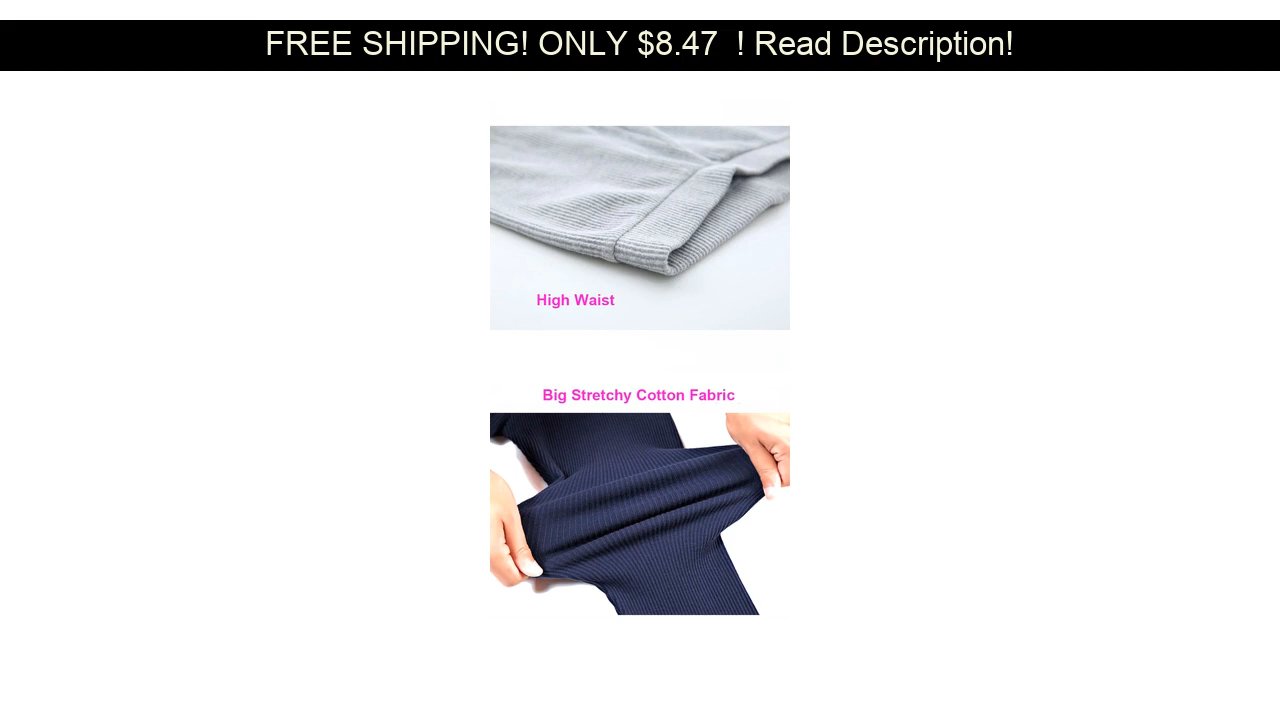 FREE SHIPPING! ONLY $8.47  ! Read Description!
High Waist
Big Stretchy Cotton Fabric